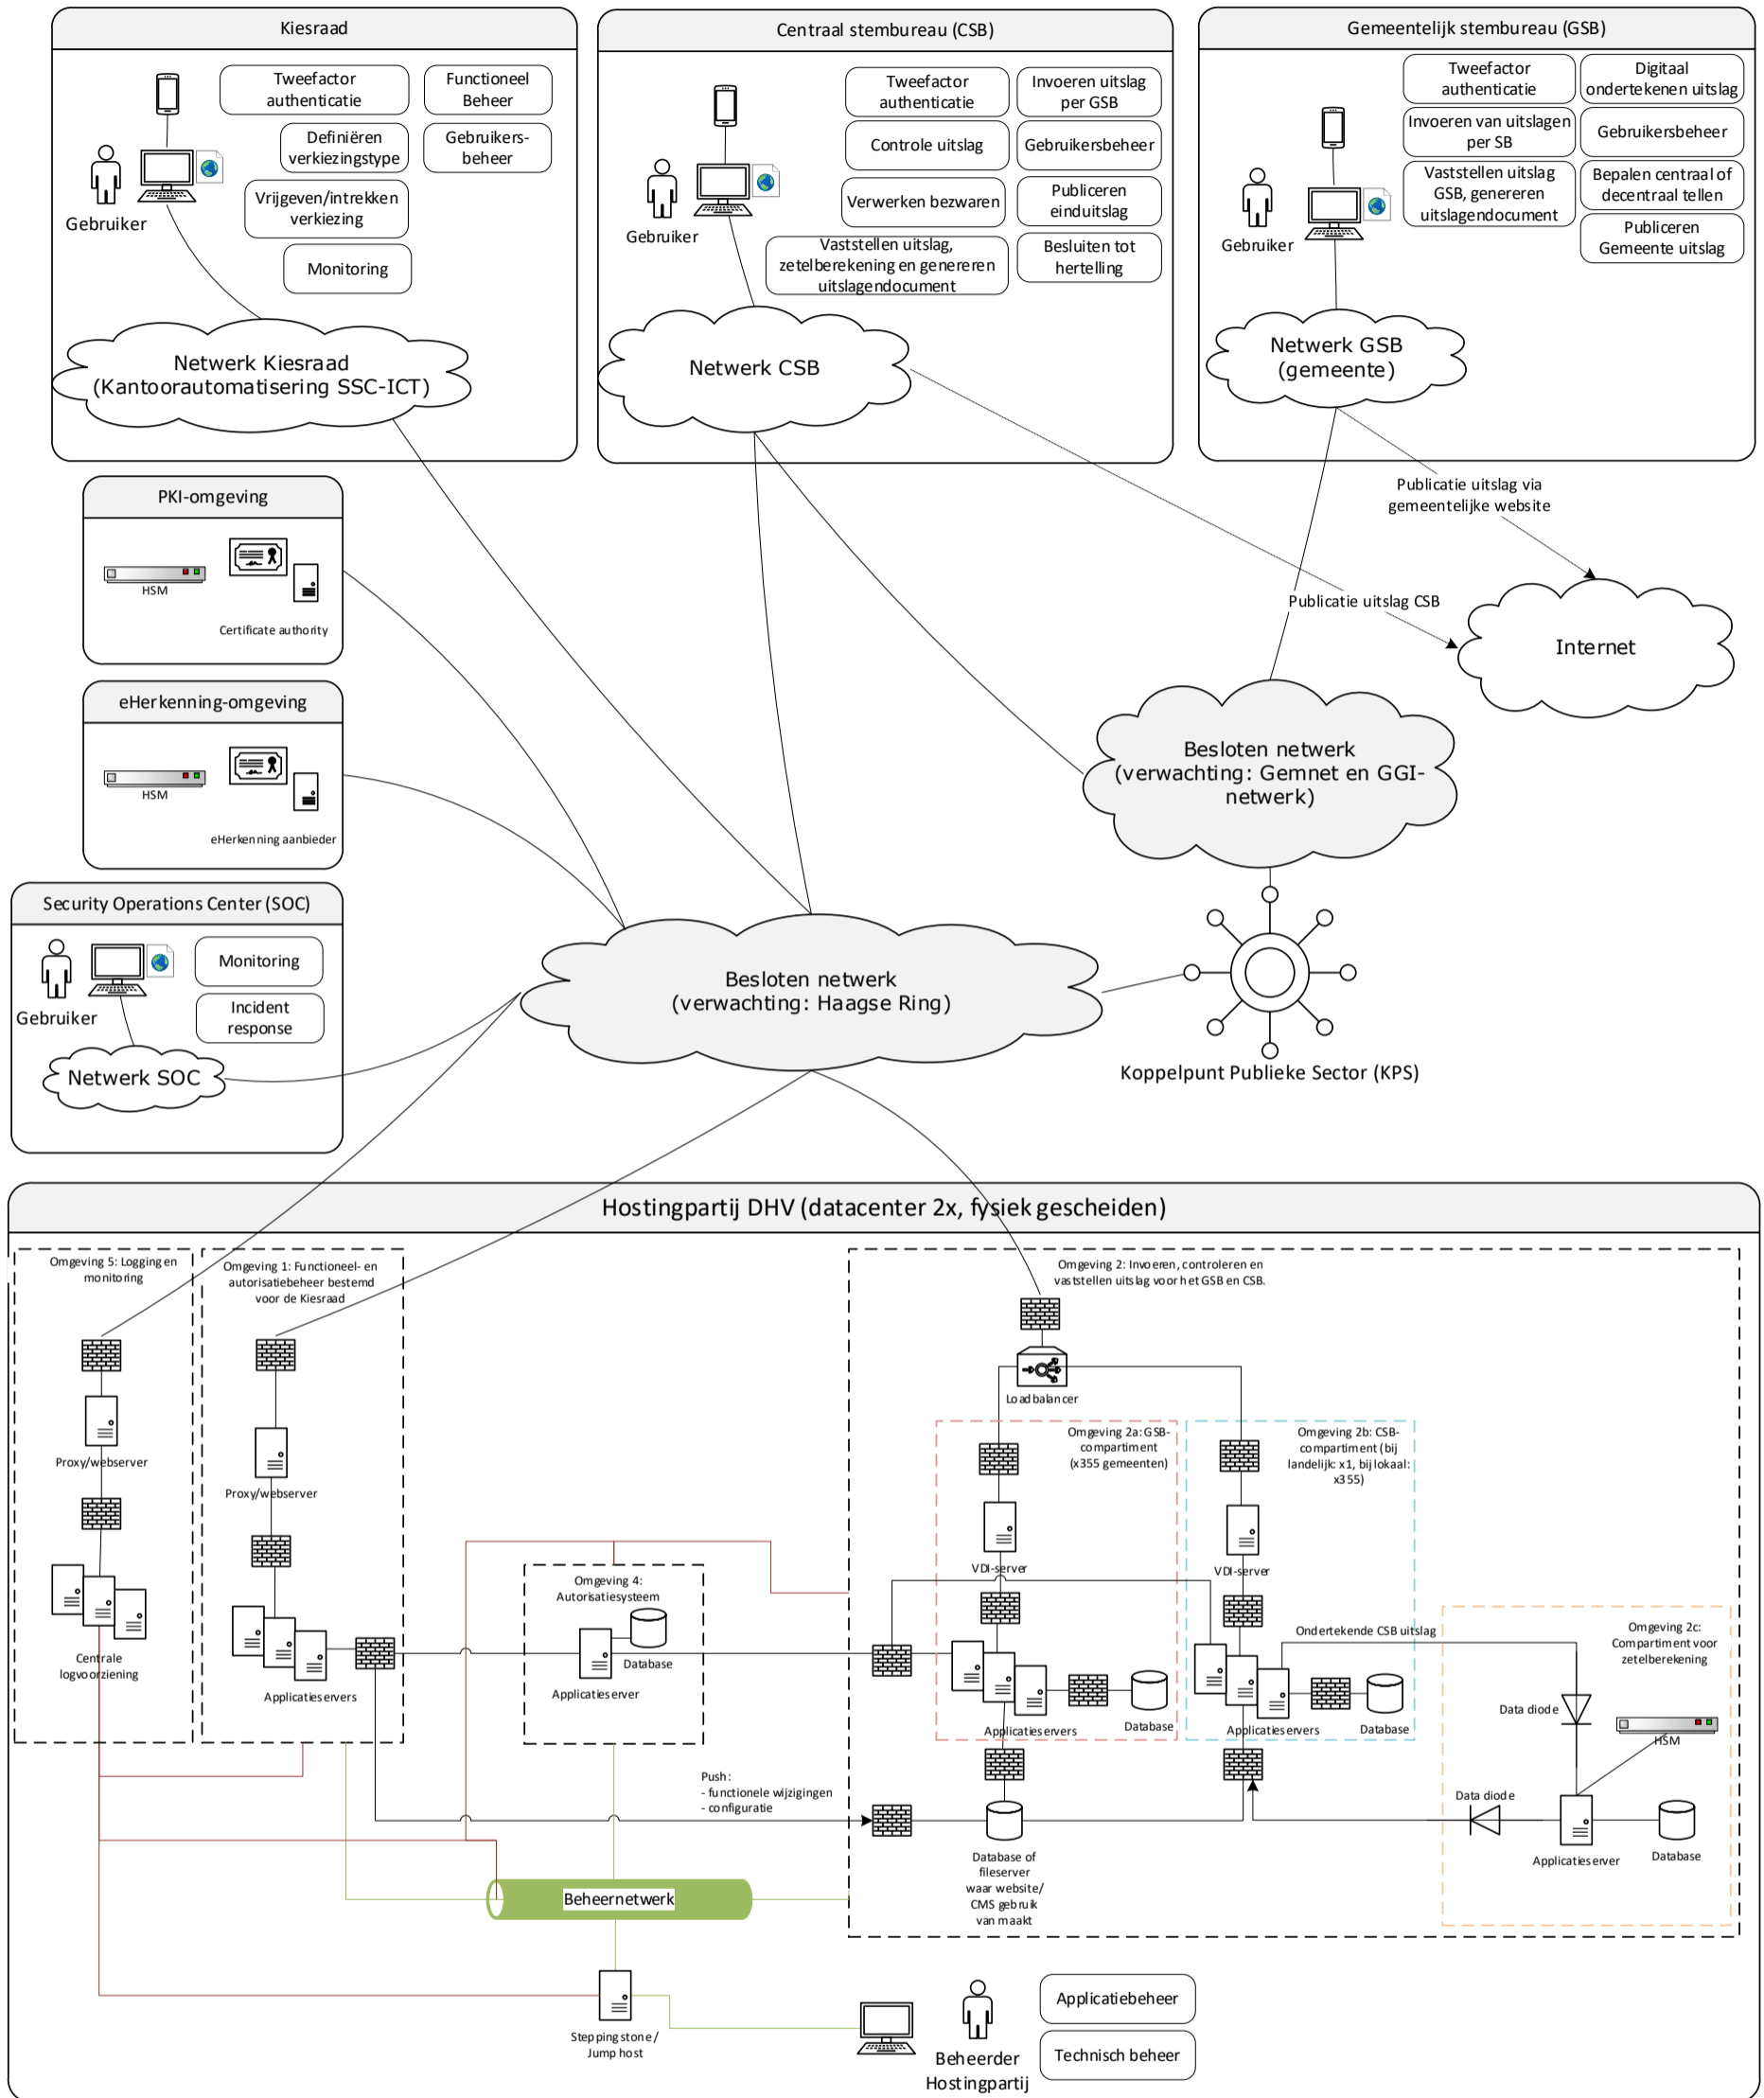 Kiesraad
Tweefactor
authenticatie
Functioneel
Beheer
Definiëren
verkiezingstype
Gebruikers-
beheer
Vrijgeven/intrekken
verkiezing
Monitoring
Gebruiker
Netwerk Kiesraad
(Kantoorautomatisering SSC-ICT)
Centraal stembureau (CSB)
Tweefactor
authenticatie
Invoeren uitslag
per GSB
Controle uitslag
Gebruikersbeheer
Verwerken bezwaren
Publiceren
einduitslag
Vaststellen uitslag,
zetelberekening en genereren
uitslagendocument
Besluiten tot
hertelling
Gebruiker
Netwerk CSB
Gemeentelijk stembureau (GSB)
Tweefactor
authenticatie
Digitaal
ondertekenen uitslag
Invoeren van uitslagen
per SB
Gebruikersbeheer
Vaststellen uitslag
GSB, genereren
uitslagendocument
Bepalen centraal of
decentraal tellen
Publiceren
Gemeente uitslag
Gebruiker
Netwerk GSB
(gemeente)
Publicatie uitslag via
gemeentelijke website
Publicatie uitslag CSB
Internet
PKI-omgeving
HSM
Certificate authority
eHerkenning-omgeving
HSM
eHerkenning aanbieder
Security Operations Center (SOC)
Monitoring
Incident
response
Gebruiker
Netwerk SOC
Besloten netwerk
(verwachting: Gemnet en GGI-
netwerk)
Besloten netwerk
(verwachting: Haagse Ring)
Koppelpunt Publieke Sector (KPS)
Hostingpartij DHV (datacenter 2x, fysiek gescheiden)
Omgeving 5: Logging en
monitoring
Proxy/webserver
Centrale
logvoorziening
Omgeving 1: Functioneel- en
autorisatiebeheer bestemd
voor de Kiesraad
Proxy/webserver
Applicatieservers
Omgeving 4:
Autorisatiesysteem
Database
Applicatieserver
Omgeving 2: Invoeren, controleren en
vaststellen uitslag voor het GSB en CSB.
Loadbalancer
Omgeving 2a: GSB-
compartiment
(x355 gemeenten)
VDI-server
Applicatieservers
Database
Omgeving 2b: CSB-
compartiment (bij
landelijk: x1, bij lokaal:
x355)
VDI-server
Applicatieservers
Database
Ondertekende CSB uitslag
Omgeving 2c:
Compartiment voor
zetelberekening
Data diode
HSM
Data diode
Applicatieserver
Database
Push:
- functionele wijzigingen
- configuratie
Database of
fileserver
waar website/
CMS gebruik
van maakt
Beheernetwerk
Stepping stone/
Jump host
Beheerder
Hostingpartij
Applicatiebeheer
Technisch beheer